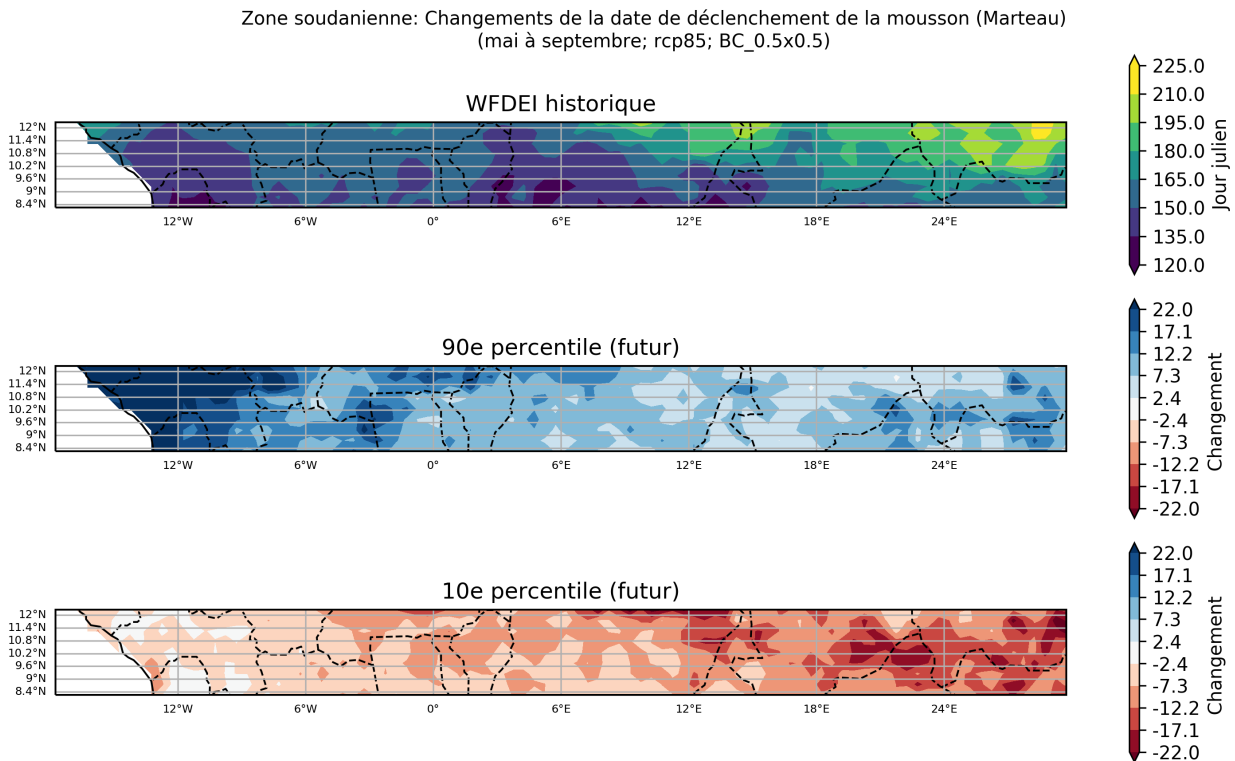 Zone soudanienne: Changements de la date de déclenchement de la mousson (Marteau)
(mai à septembre; rcp85; BC_0.5x0.5)
WFDEI historique
12°N
11.4°N
10.8°N
10.2°N
9.6°N
9°N
8.4°N
12°W 6°W 0° 6°E 12°E 18°E 24°E
225.0
210.0
195.0
180.0
165.0
150.0
135.0
120.0
Jour julien
90e percentile (futur)
12°N
11.4°N
10.8°N
10.2°N
9.6°N
9°N
8.4°N
12°W 6°W 0° 6°E 12°E 18°E 24°E
22.0
17.1
12.2
7.3
2.4
-2.4
-7.3
-12.2
-17.1
-22.0
Changement
10e percentile (futur)
12°N
11.4°N
10.8°N
10.2°N
9.6°N
9°N
8.4°N
12°W 6°W 0° 6°E 12°E 18°E 24°E
22.0
17.1
12.2
7.3
2.4
-2.4
-7.3
-12.2
-17.1
-22.0
Changement